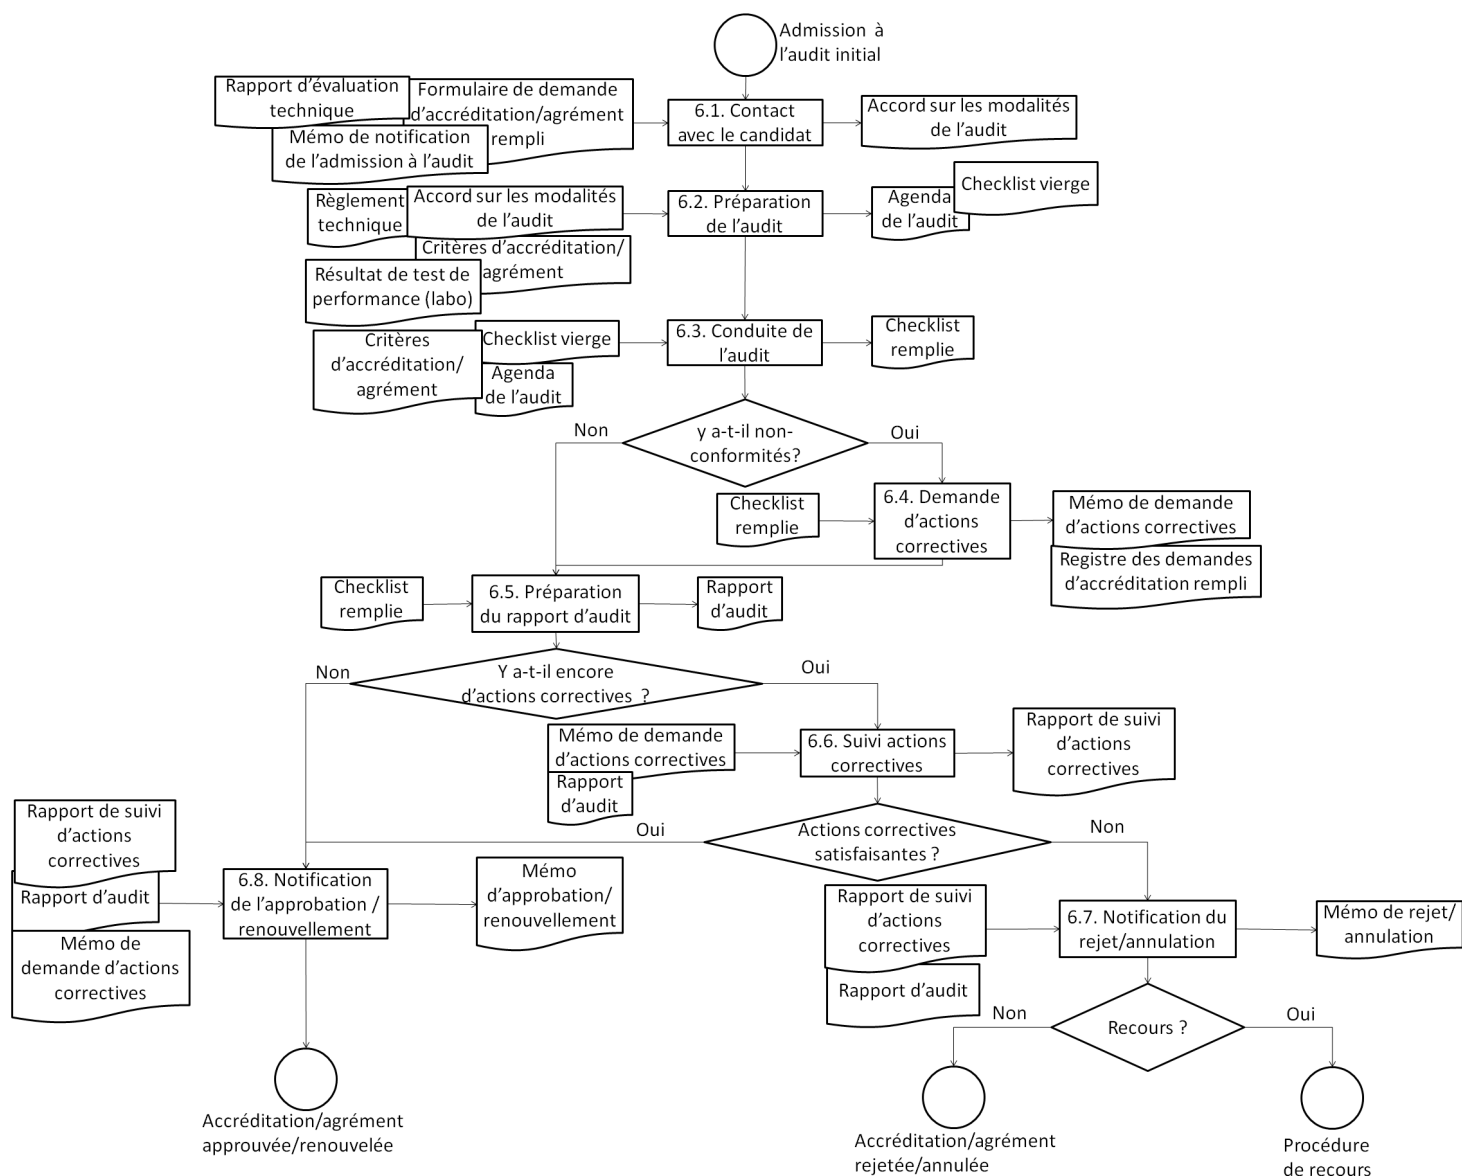 Admission à
l'audit initial
Rapport d'évaluation
technique
Formulaire de demande
d'accréditation/agrément
rempli
Mémo de notification
de l'admission à l'audit
6.1. Contact
avec le candidat
Accord sur les modalités
de l'audit
Règlement
technique
Accord sur les modalités
de l'audit
Critères d'accréditation/
agrément
Résultat de test de
performance (labo)
6.2. Préparation
de l'audit
Agenda
de l'audit
Checklist vierge
Critères
d'accréditation/
agrément
Checklist vierge
Agenda
de l'audit
6.3. Conduite de
l'audit
Checklist
remplie
y a-t-il non-
conformités?
Non
Oui
Checklist
remplie
6.4. Demande
d'actions
correctives
Mémo de demande
d'actions correctives
Registre des demandes
d'accréditation rempli
Checklist
remplie
6.5. Préparation
du rapport d'audit
Rapport
d'audit
Y a-t-il encore
d'actions correctives ?
Non
Oui
Mémo de demande
d'actions correctives
Rapport
d'audit
6.6. Suivi actions
correctives
Rapport de suivi
d'actions
correctives
Actions correctives
satisfaisantes ?
Oui
Non
Rapport de suivi
d'actions
correctives
Rapport d'audit
Mémo de
demande d'actions
correctives
6.8. Notification
de l'approbation /
renouvellement
Mémo
d'approbation/
renouvellement
Rapport de suivi
d'actions
correctives
Rapport d'audit
6.7. Notification du
rejet/annulation
Mémo de rejet/
annulation
Recours ?
Non
Oui
Accréditation/agrément
approuvée/renouvelée
Accréditation/agrément
rejetée/annulée
Procédure
de recours